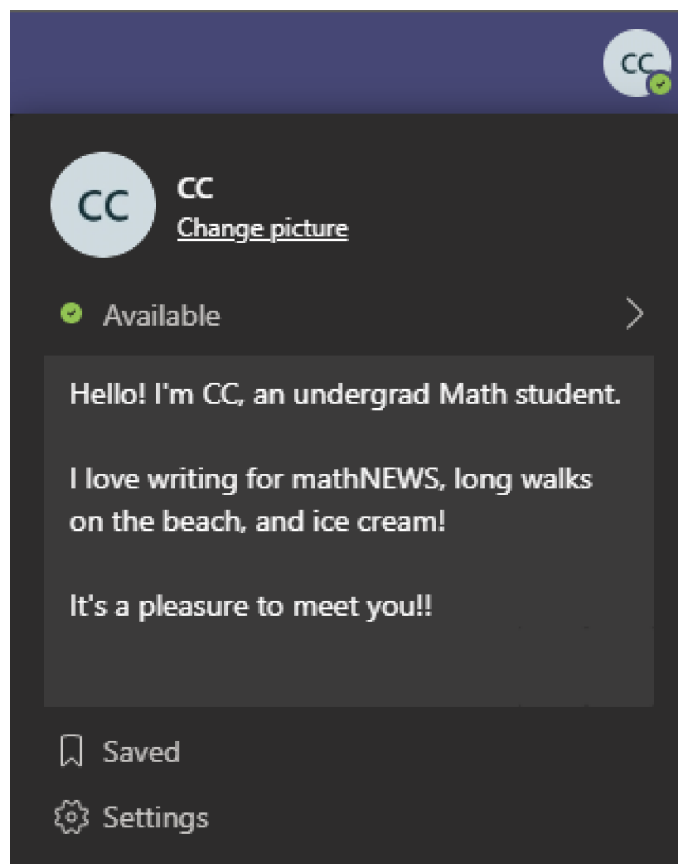 CC
CC
CC
Change picture
Available
Hello! I'm CC, an undergrad Math student.
I love writing for mathNEWS, long walks
on the beach, and ice cream!
It's a pleasure to meet you!!
Saved
Settings